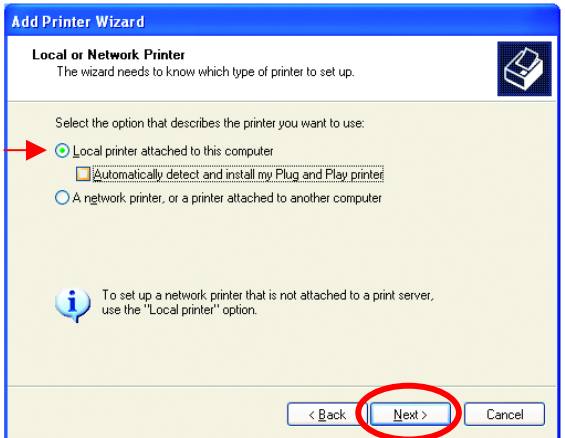 Add Printer Wizard
Local or Network Printer
The wizard needs to know which type of printer to set up.
Select the option that describes the printer you want to use:
Local printer attached to this computer
Automatically detect and install my Plug and Play printer
A network printer, or a printer attached to another computer
To set up a network printer that is not attached to a print server,
use the "Local printer" option.
< Back Next > Cancel